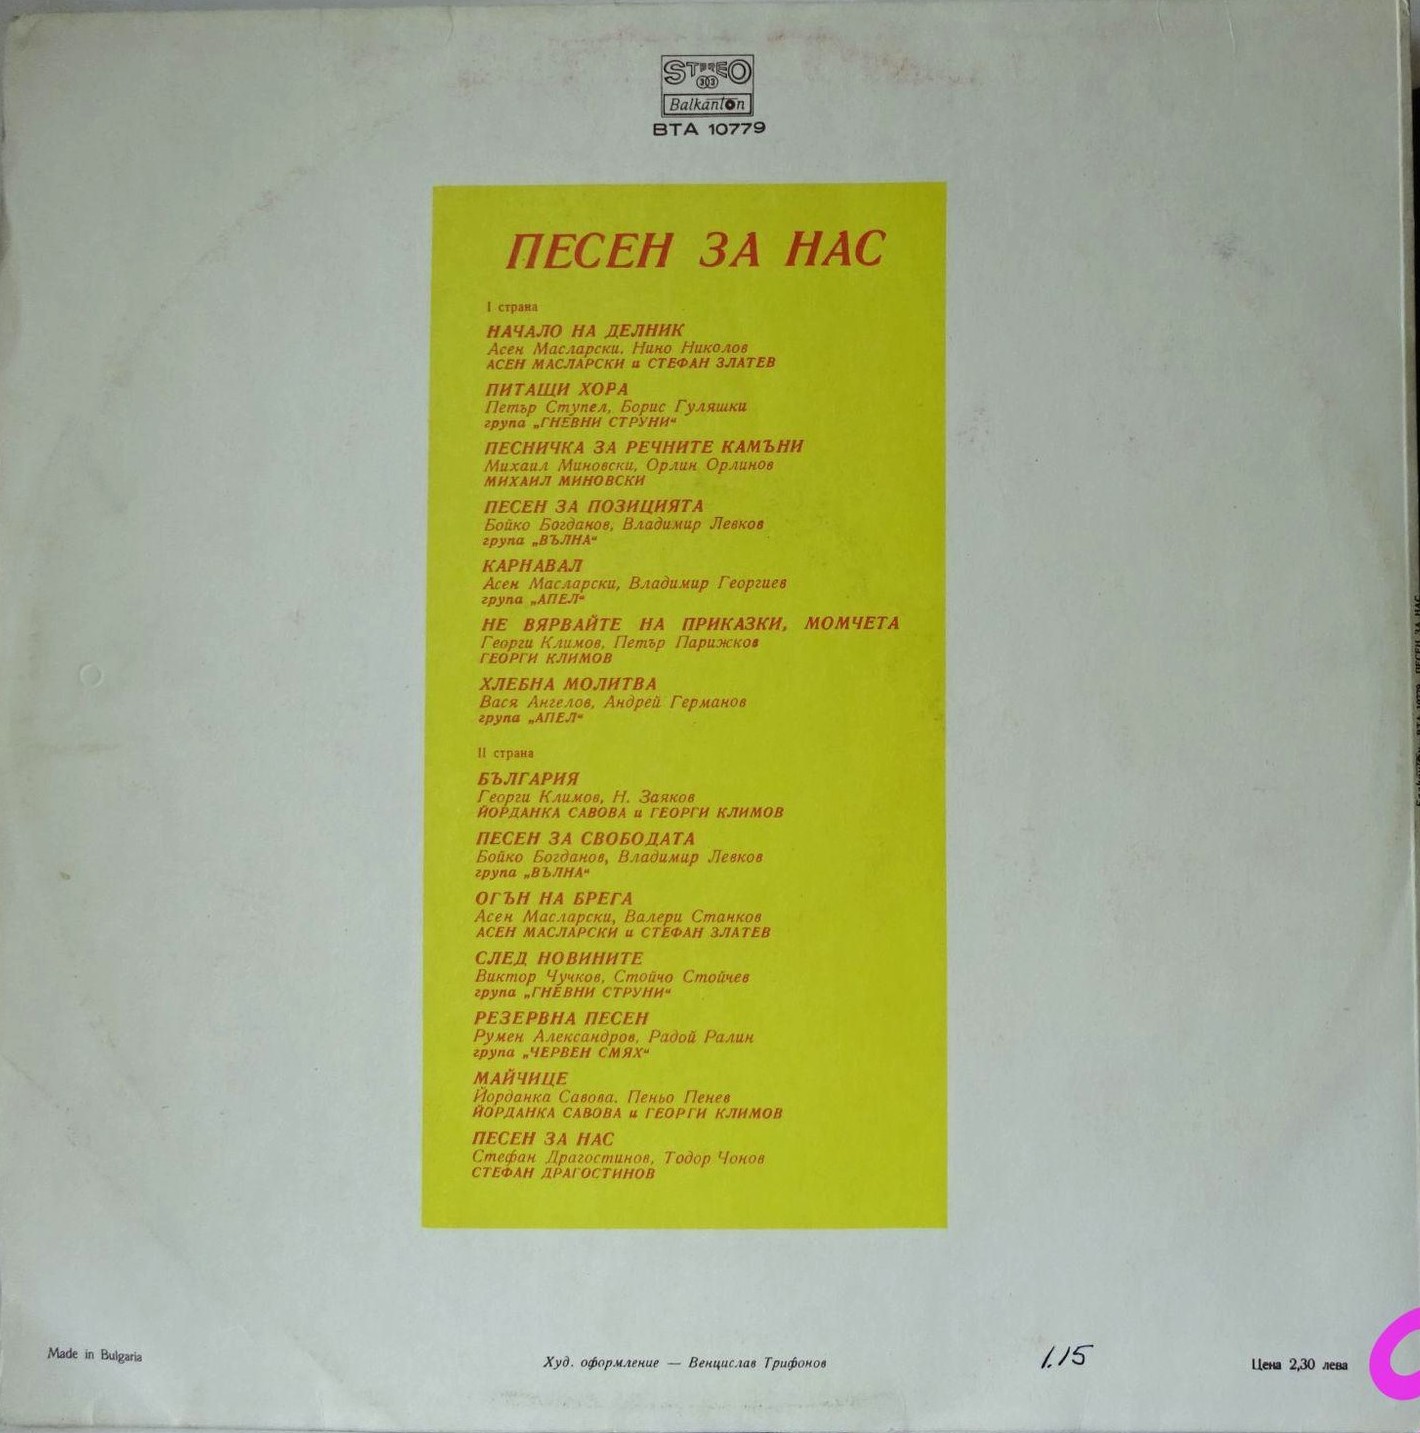 STEREO
303
Balkanton
ВТА 10779
ПЕСЕН ЗА НАС
I страна
НАЧАЛО НА ДЕЛНИК
Асен Масларски. Нино Николов
АСЕН МАСЛАРСКИ и СТЕФАН ЗЛАТЕВ
ПИТАЩИ ХОРА
Петър Ступел, Борис Гуляшки
група „ГНЕВНИ СТРУНИ“
ПЕСНИЧКА ЗА РЕЧНИТЕ КАМЪНИ
Михаил Миновски, Орлин Орлинов
МИХАИЛ МИНОВСКИ
ПЕСЕН ЗА ПОЗИЦИЯТА
Бойко Богданов, Владимир Левков
група „ВЪЛНА“
КАРНАВАЛ
Асен Масларски, Владимир Георгиев
група „АПЕЛ“
НЕ ВЯРВАЙТЕ НА ПРИКАЗКИ, МОМЧЕТА
Георги Климов, Петър Парижков
ГЕОРГИ КЛИМОВ
ХЛЕБНА МОЛИТВА
Вася Ангелов, Андрей Германов
група „АПЕЛ“
II страна
БЪЛГАРИЯ
Георги Климов, Н. Заяков
ЙОРДАНКА САВОВА и ГЕОРГИ КЛИМОВ
ПЕСЕН ЗА СВОБОДАТА
Бойко Богданов, Владимир Левков
група „ВЪЛНА“
ОГЪН НА БРЕГА
Асен Масларски, Валери Станков
АСЕН МАСЛАРСКИ и СТЕФАН ЗЛАТЕВ
СЛЕД НОВИНИТЕ
Виктор Чучков, Стойчо Стойчев
група „ГНЕВНИ СТРУНИ“
РЕЗЕРВНА ПЕСЕН
Румен Александров, Радой Ралин
група „ЧЕРВЕН СМЯХ“
МАЙЧИЦЕ
Йорданка Савова. Пеньо Пенев
ЙОРДАНКА САВОВА и ГЕОРГИ КЛИМОВ
ПЕСЕН ЗА НАС
Стефан Драгостинов, Тодор Чонов
СТЕФАН ДРАГОСТИНОВ
Made in Bulgaria
Худ. оформление — Венцислав Трифонов
1.15
Цена 2,30 лева